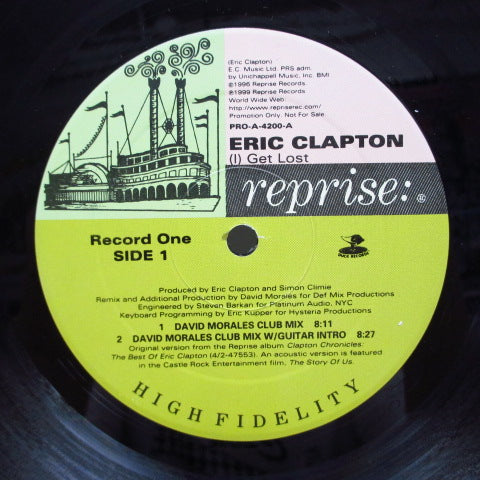 (Eric Clapton)
E.C. Music Ltd. PRS adm.
by Unichappell Music, Inc. BMI
℗1996 Reprise Records
©1999 Reprise Records
World Wide Web:
http://www.repriserec.com/
Promotion Only. Not For Sale.
PRO-A-4200-A
ERIC CLAPTON
(I) Get Lost
reprise: ®
Record One
SIDE 1
DUCK RECORDS
Produced by Eric Clapton and Simon Climie
Remix and Additional Production by David Morales for Def Mix Productions
Engineered by Steven Barkan for Platinum Audio, NYC
Keyboard Programming by Eric Kupper for Hysteria Productions
1 DAVID MORALES CLUB MIX 8:11
2 DAVID MORALES CLUB MIX W/GUITAR INTRO 8:27
Original version from the Reprise album Clapton Chronicles:
The Best Of Eric Clapton (4/2-47553). An acoustic version is featured
in the Castle Rock Entertainment film, The Story Of Us.
HIGH FIDELITY